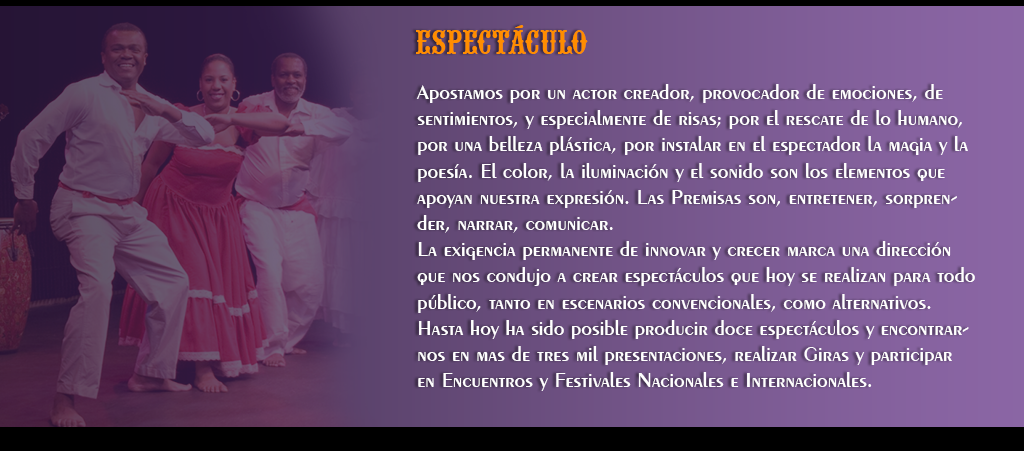 ESPECTÁCULO
Apostamos por un actor creador, provocador de emociones, de
sentimientos, y especialmente de risas; por el rescate de lo humano,
por una belleza plástica, por instalar en el espectador la magia y la
poesía. El color, la iluminación y el sonido son los elementos que
apoyan nuestra expresión. Las Premisas son, entretener, sorpren-
der, narrar, comunicar.
La exigencia permanente de innovar y crecer marca una dirección
que nos condujo a crear espectáculos que hoy se realizan para todo
público, tanto en escenarios convencionales, como alternativos.
Hasta hoy ha sido posible producir doce espectáculos y encontrar-
nos en mas de tres mil presentaciones, realizar Giras y participar
en Encuentros y Festivales Nacionales e Internacionales.